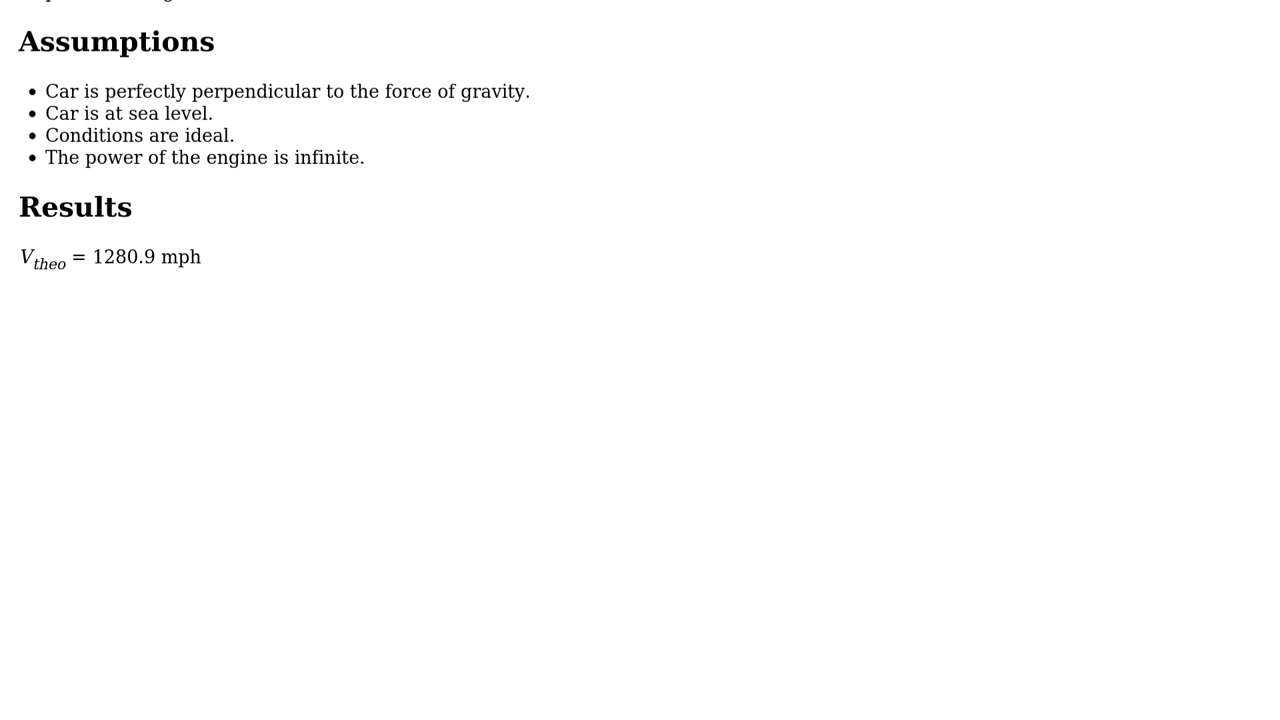 Assumptions
• Car is perfectly perpendicular to the force of gravity.
• Car is at sea level.
• Conditions are ideal.
• The power of the engine is infinite.
Results
V_theo = 1280.9 mph